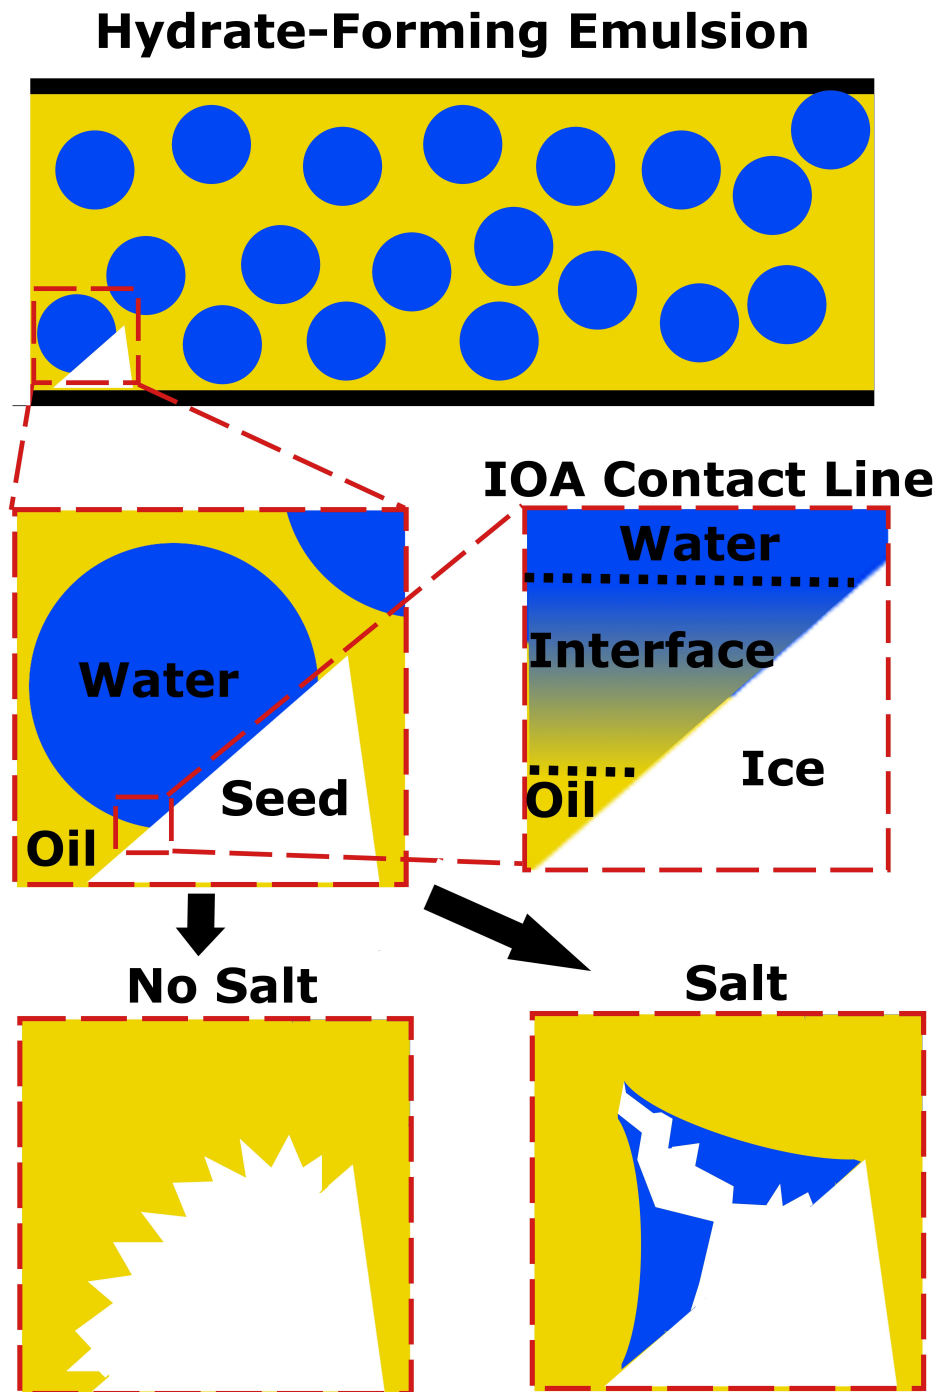 Hydrate-Forming Emulsion
IOA Contact Line
Water
Interface
Oil
Ice
Water
Seed
Oil
No Salt
Salt